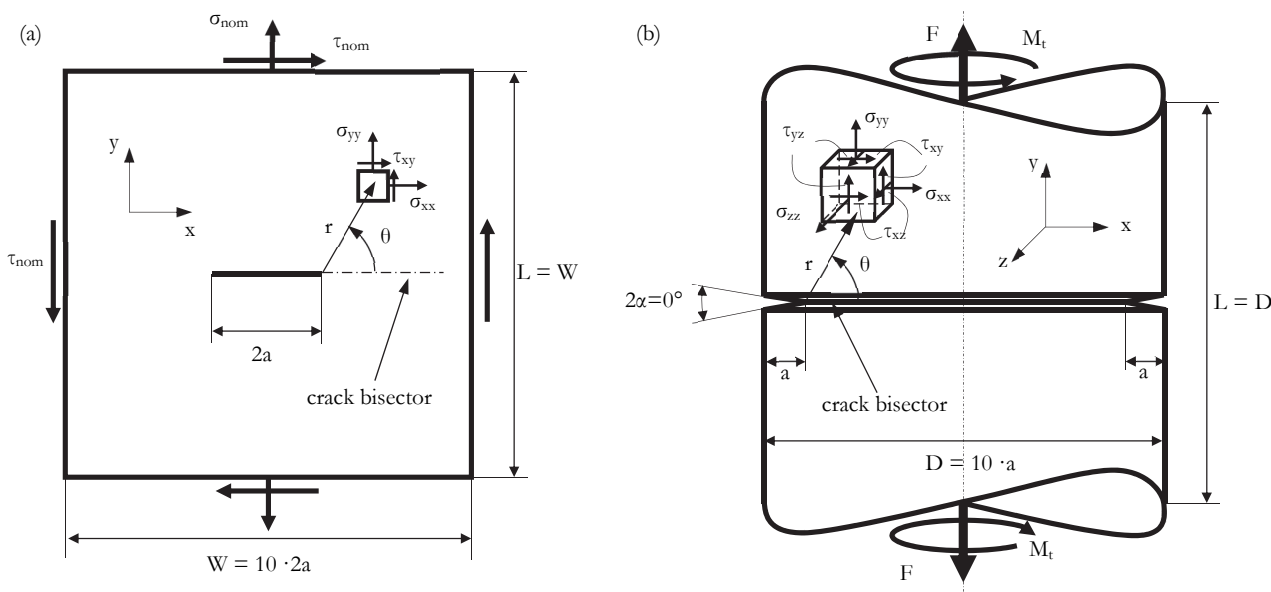 (a)
σnom
τnom
σyy
τxy
σxx
y
x
r
θ
τnom
L = W
2a
crack bisector
W = 10 ·2a
(b)
F
Mt
τyz
σyy
τxy
σxx
σzz
τxz
y
x
z
r
θ
2α=0°
L = D
a
a
crack bisector
D = 10 ·a
Mt
F